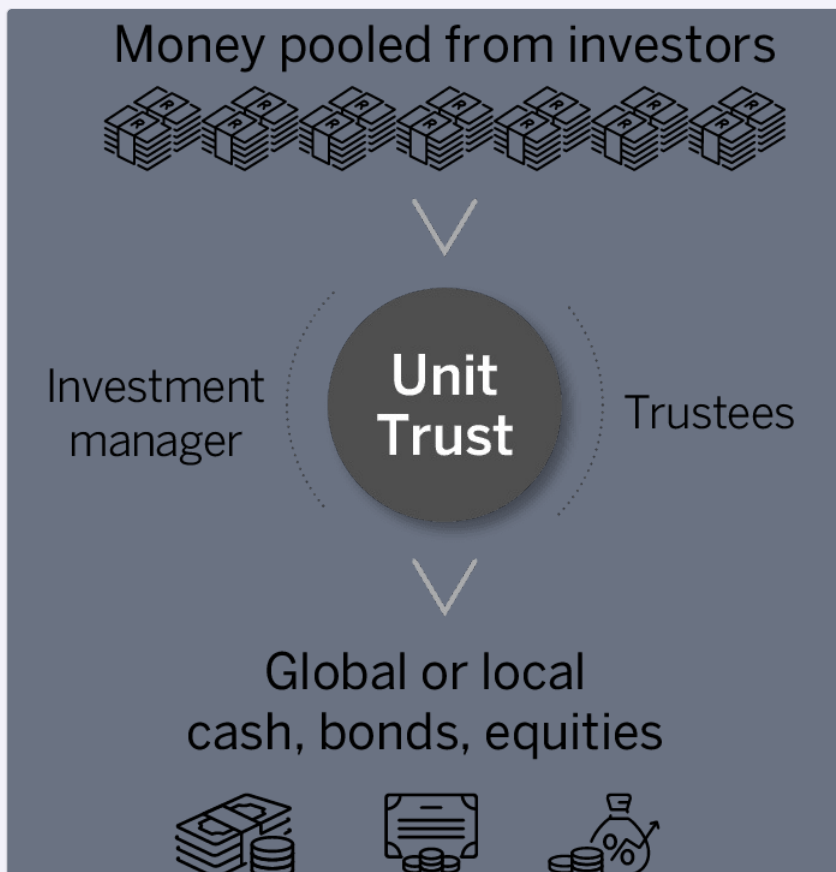 Money pooled from investors
R R R R R R R
Investment
manager
Unit
Trust
Trustees
Global or local
cash, bonds, equities
%